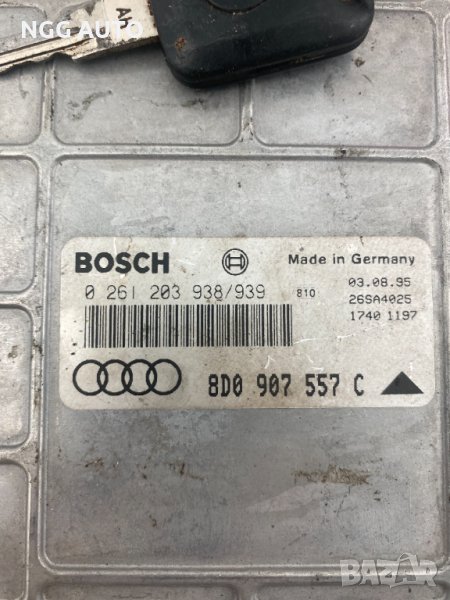 NGG AUTO
BOSCH
Made in Germany
0 261 203 938/939
810
03.08.95
26SA4025
1740 1197
8D0 907 557 C
BAZAR